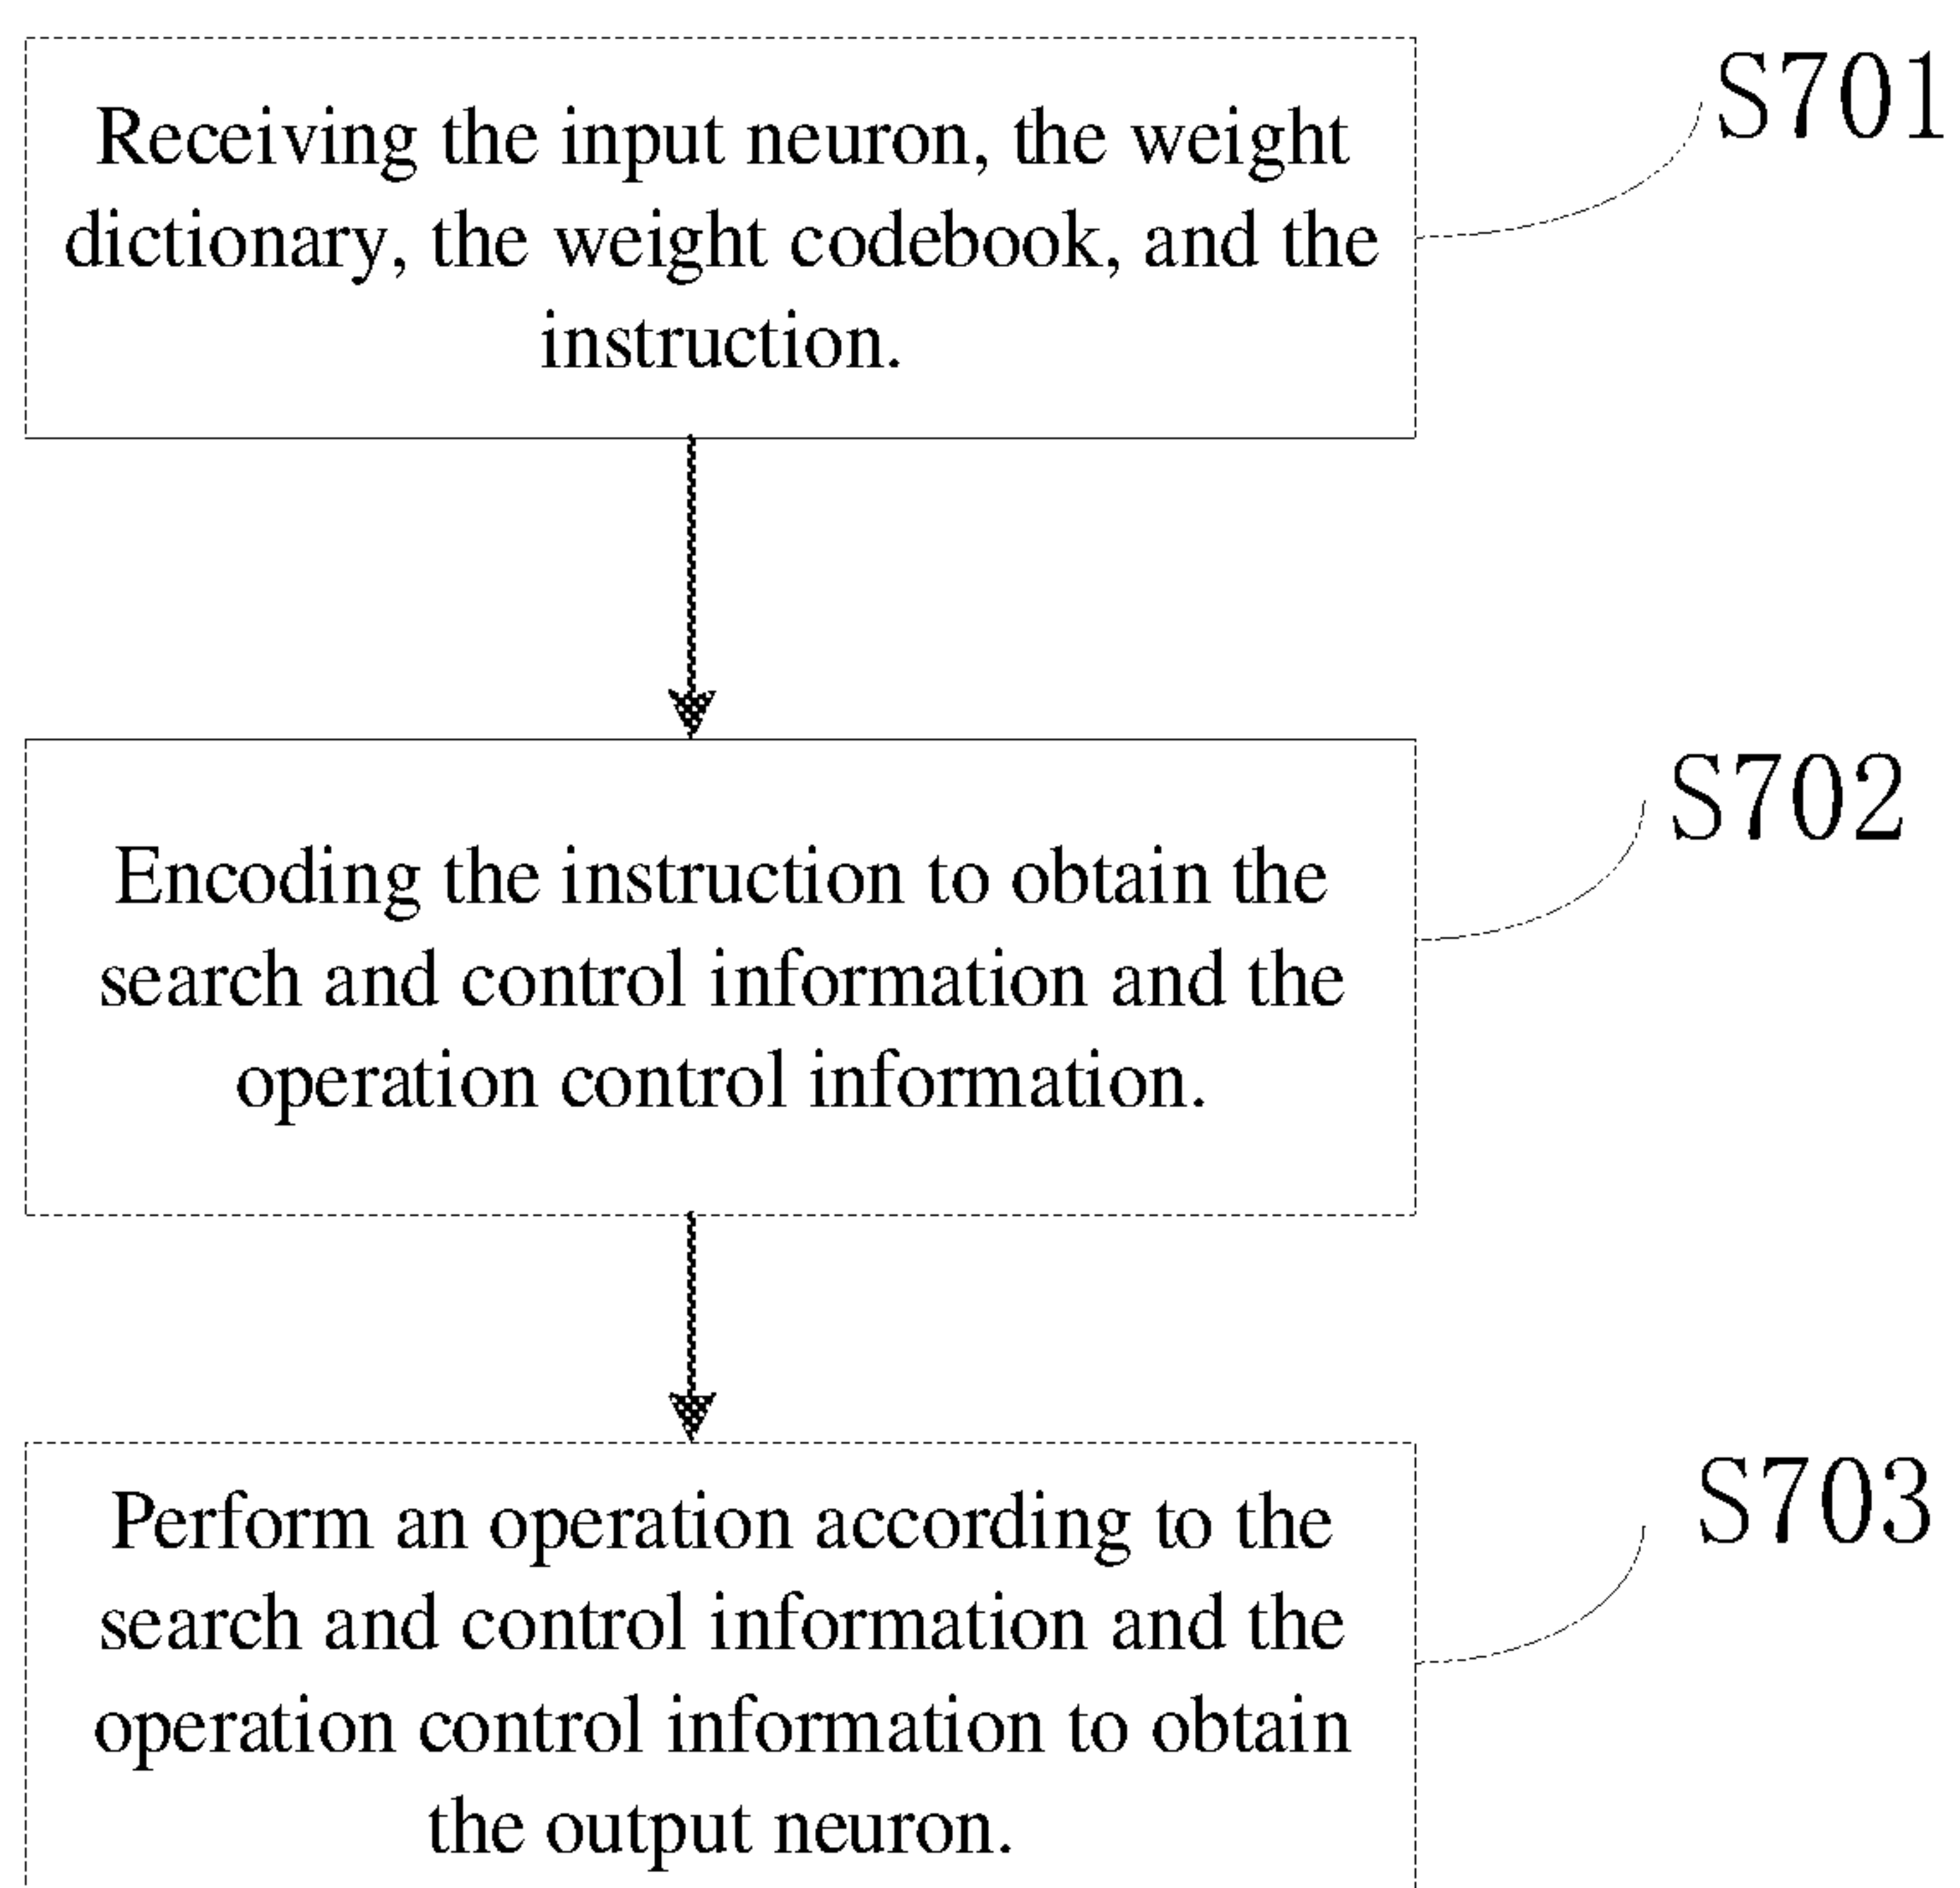 Receiving the input neuron, the weight
dictionary, the weight codebook, and the
instruction.
S701
Encoding the instruction to obtain the
search and control information and the
operation control information.
S702
Perform an operation according to the
search and control information and the
operation control information to obtain
the output neuron.
S703